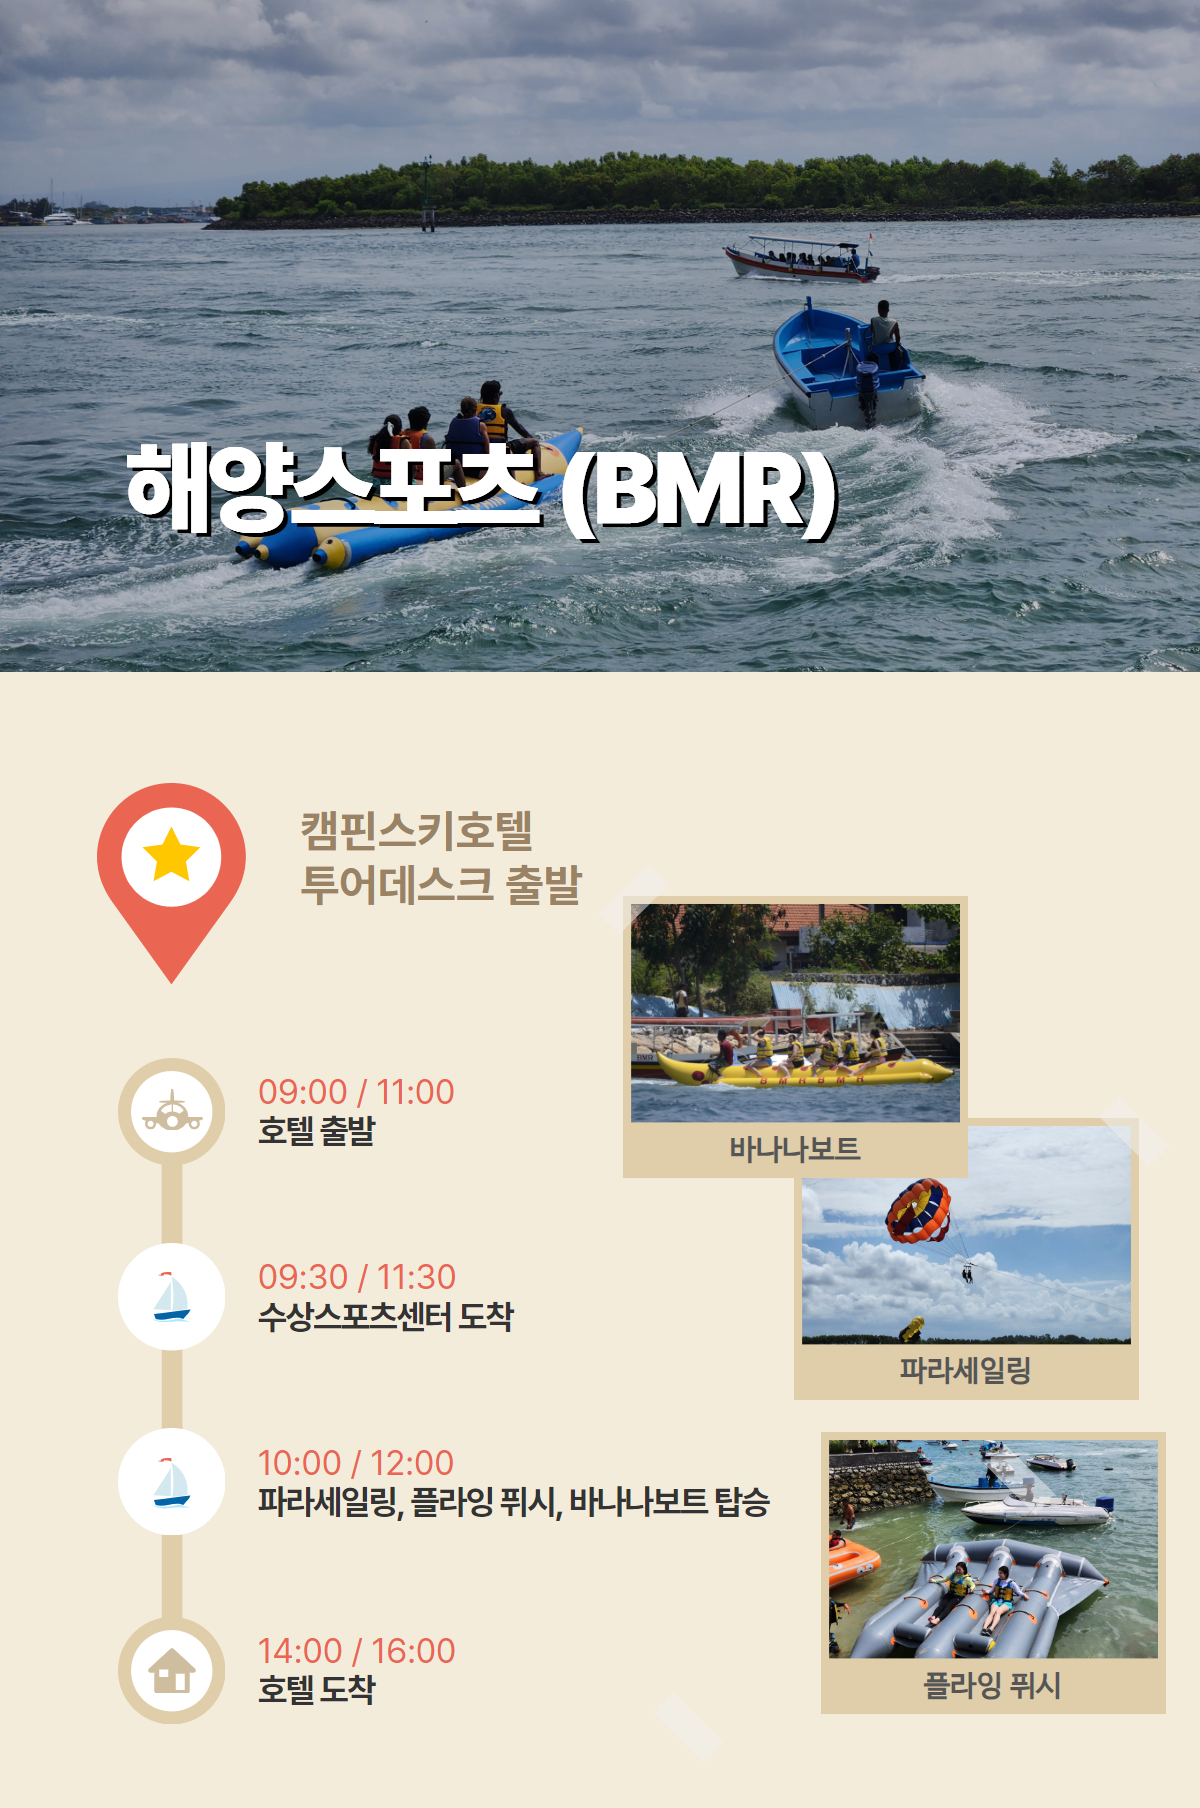 해양스포츠 (BMR)
캠핀스키호텔
투어데스크 출발
09:00 / 11:00
호텔 출발
09:30 / 11:30
수상스포츠센터 도착
10:00 / 12:00
파라세일링, 플라잉 퓌시, 바나나보트 탑승
14:00 / 16:00
호텔 도착
BMR
B M R B M R
바나나보트
파라세일링
플라잉 퓌시